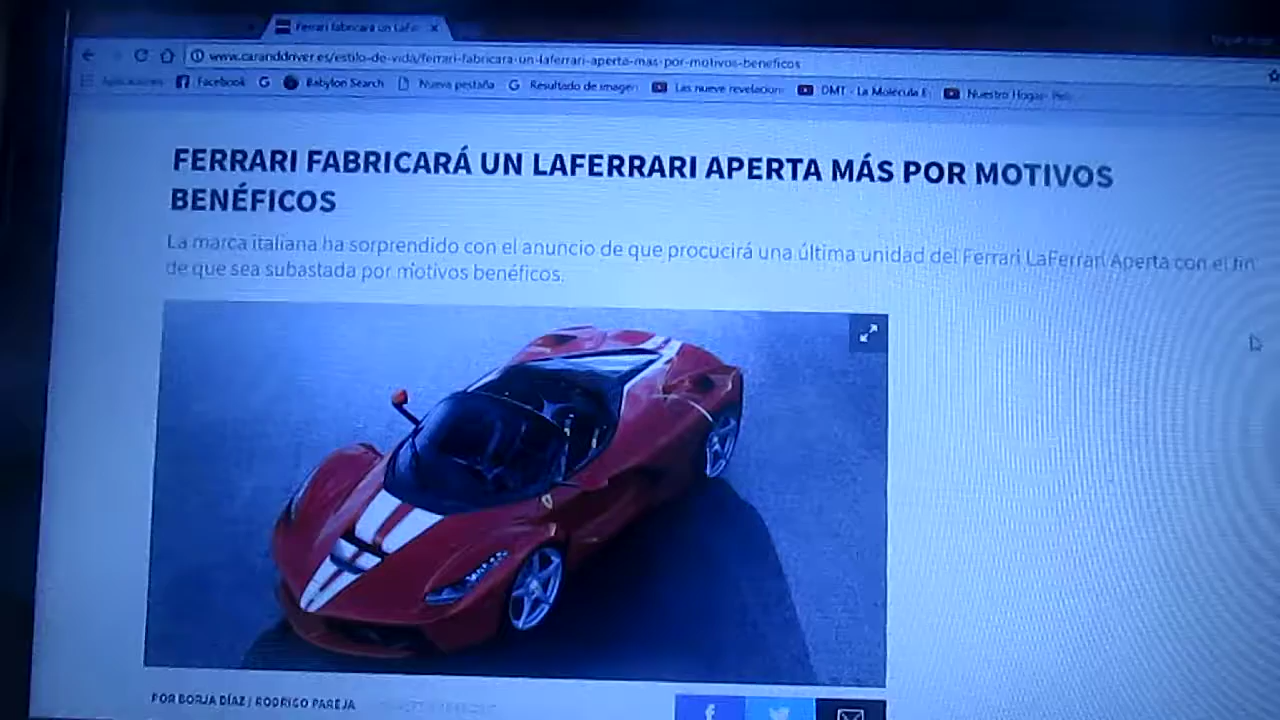 Ferrari fabricará un LaFe
www.caranddriver.es/estilo-de-vida/ferrari-fabricara-un-laferrari-aperta-mas-por-motivos-beneficos
Aplicaciones Facebook G Babylon Search Nueva pestaña G Resultado de imagen Las nueve revelacion DMT - La Molécula E Nuestro Hogar- Pelí
FERRARI FABRICARÁ UN LAFERRARI APERTA MÁS POR MOTIVOS
BENÉFICOS
La marca italiana ha sorprendido con el anuncio de que procucirá una última unidad del Ferrari LaFerrari Aperta con el fin
de que sea subastada por motivos benéficos.
POR BORJA DÍAZ / RODRIGO PAREJA